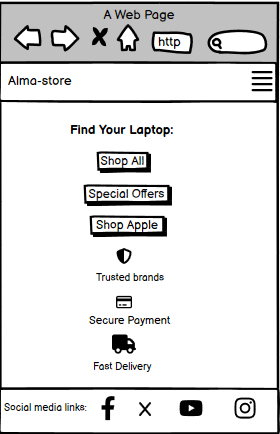 A Web Page
http
Alma-store
Find Your Laptop:
Shop All
Special Offers
Shop Apple
Trusted brands
Secure Payment
Fast Delivery
Social media links: